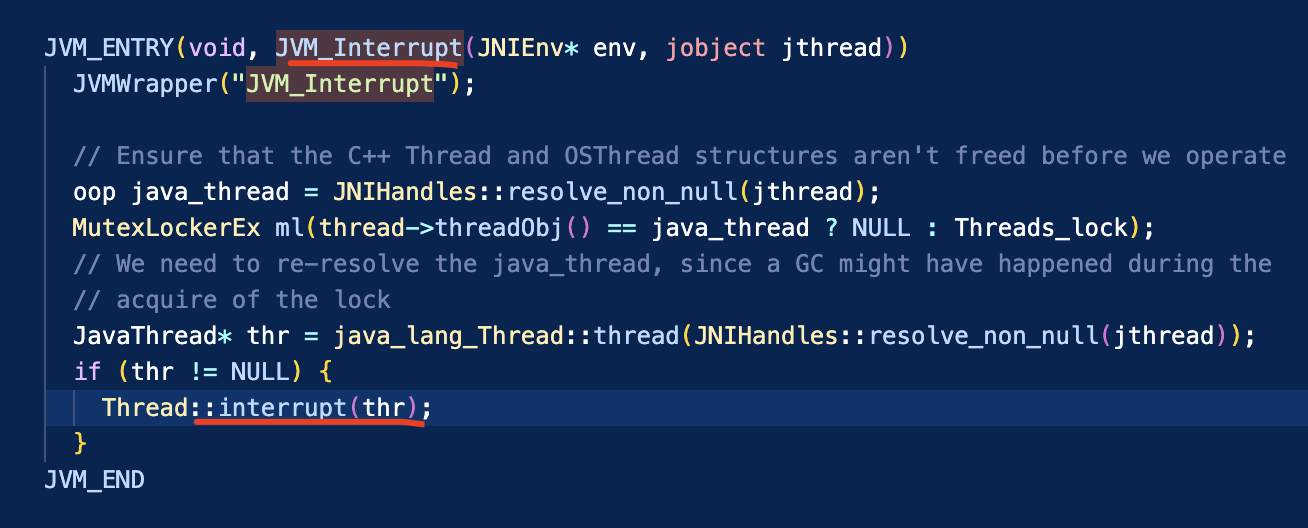 JVM_ENTRY(void, JVM_Interrupt(JNIEnv* env, jobject jthread))
  JVMWrapper("JVM_Interrupt");

  // Ensure that the C++ Thread and OSThread structures aren't freed before we operate
  oop java_thread = JNIHandles::resolve_non_null(jthread);
  MutexLockerEx ml(thread->threadObj() == java_thread ? NULL : Threads_lock);
  // We need to re-resolve the java_thread, since a GC might have happened during the
  // acquire of the lock
  JavaThread* thr = java_lang_Thread::thread(JNIHandles::resolve_non_null(jthread));
  if (thr != NULL) {
    Thread::interrupt(thr);
  }
JVM_END